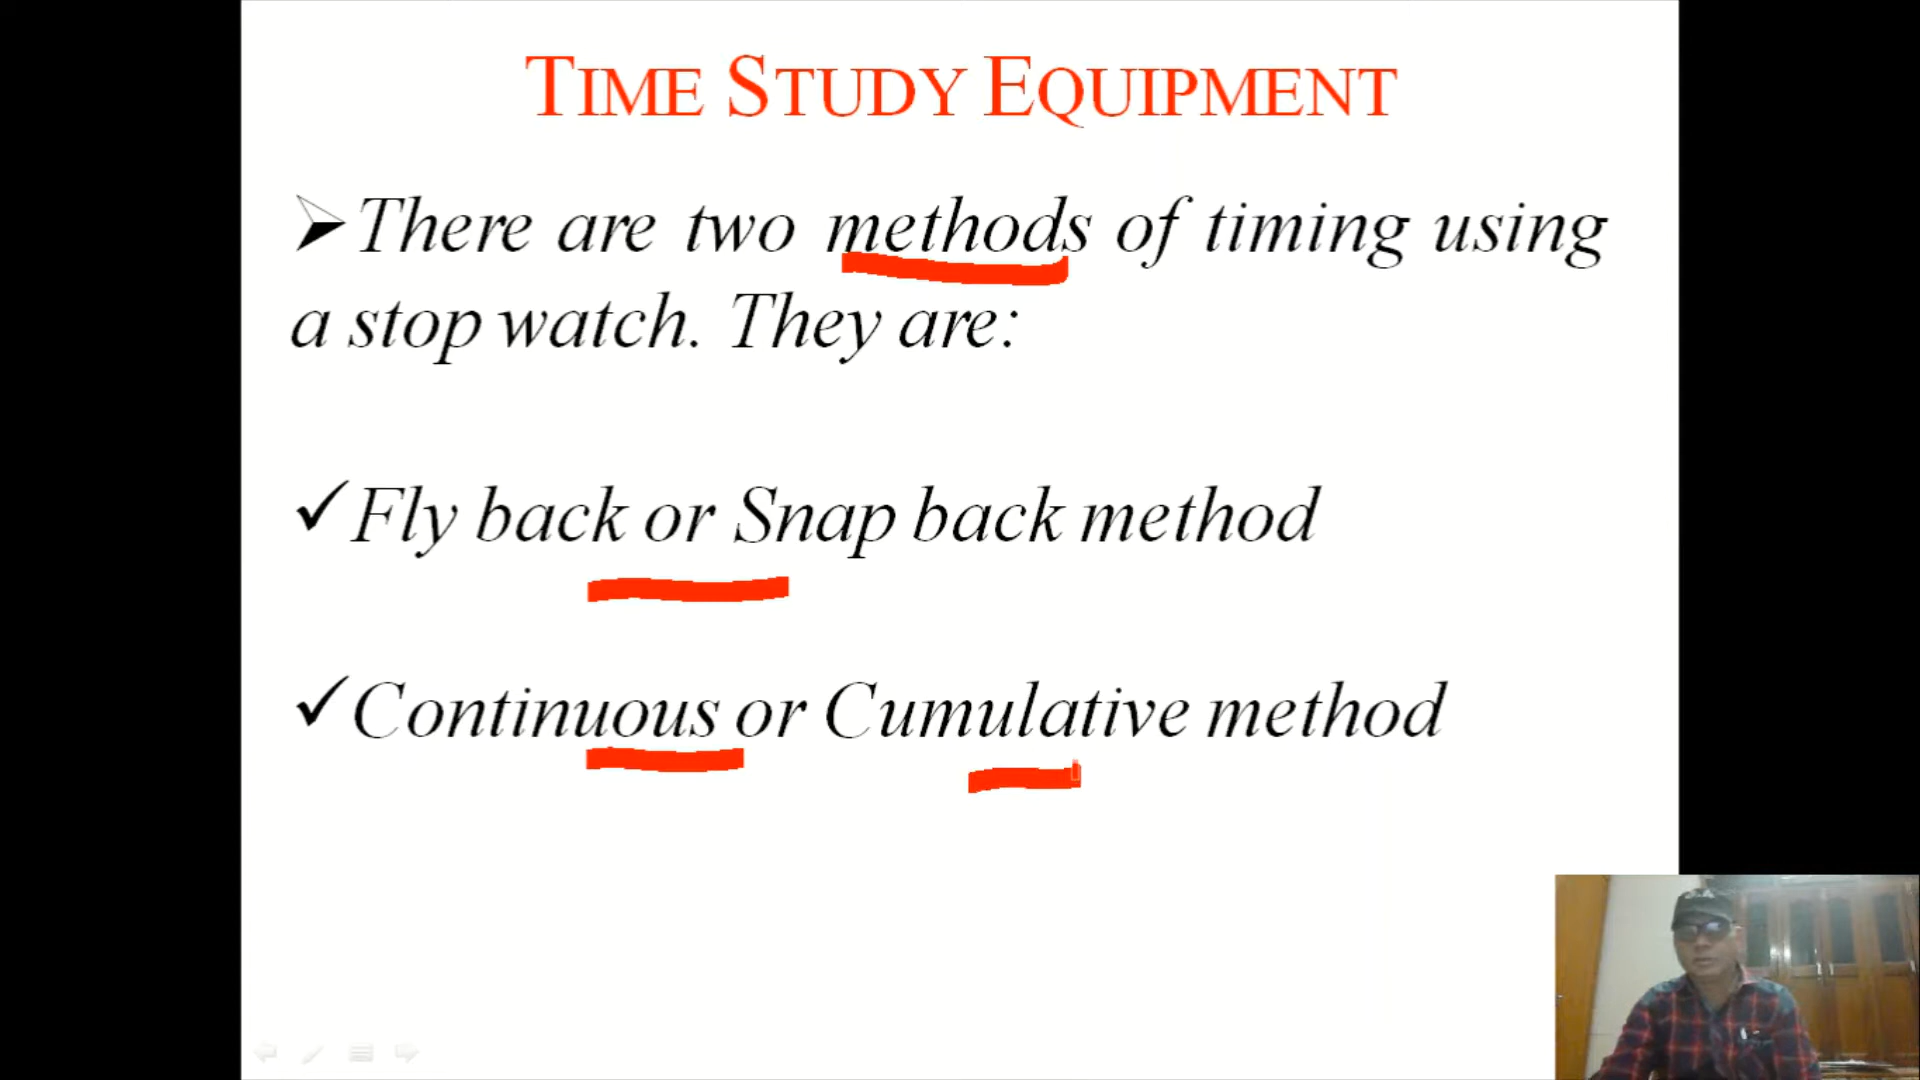 TIME STUDY EQUIPMENT
There are two methods of timing using
a stop watch. They are:
Fly back or Snap back method
Continuous or Cumulative method